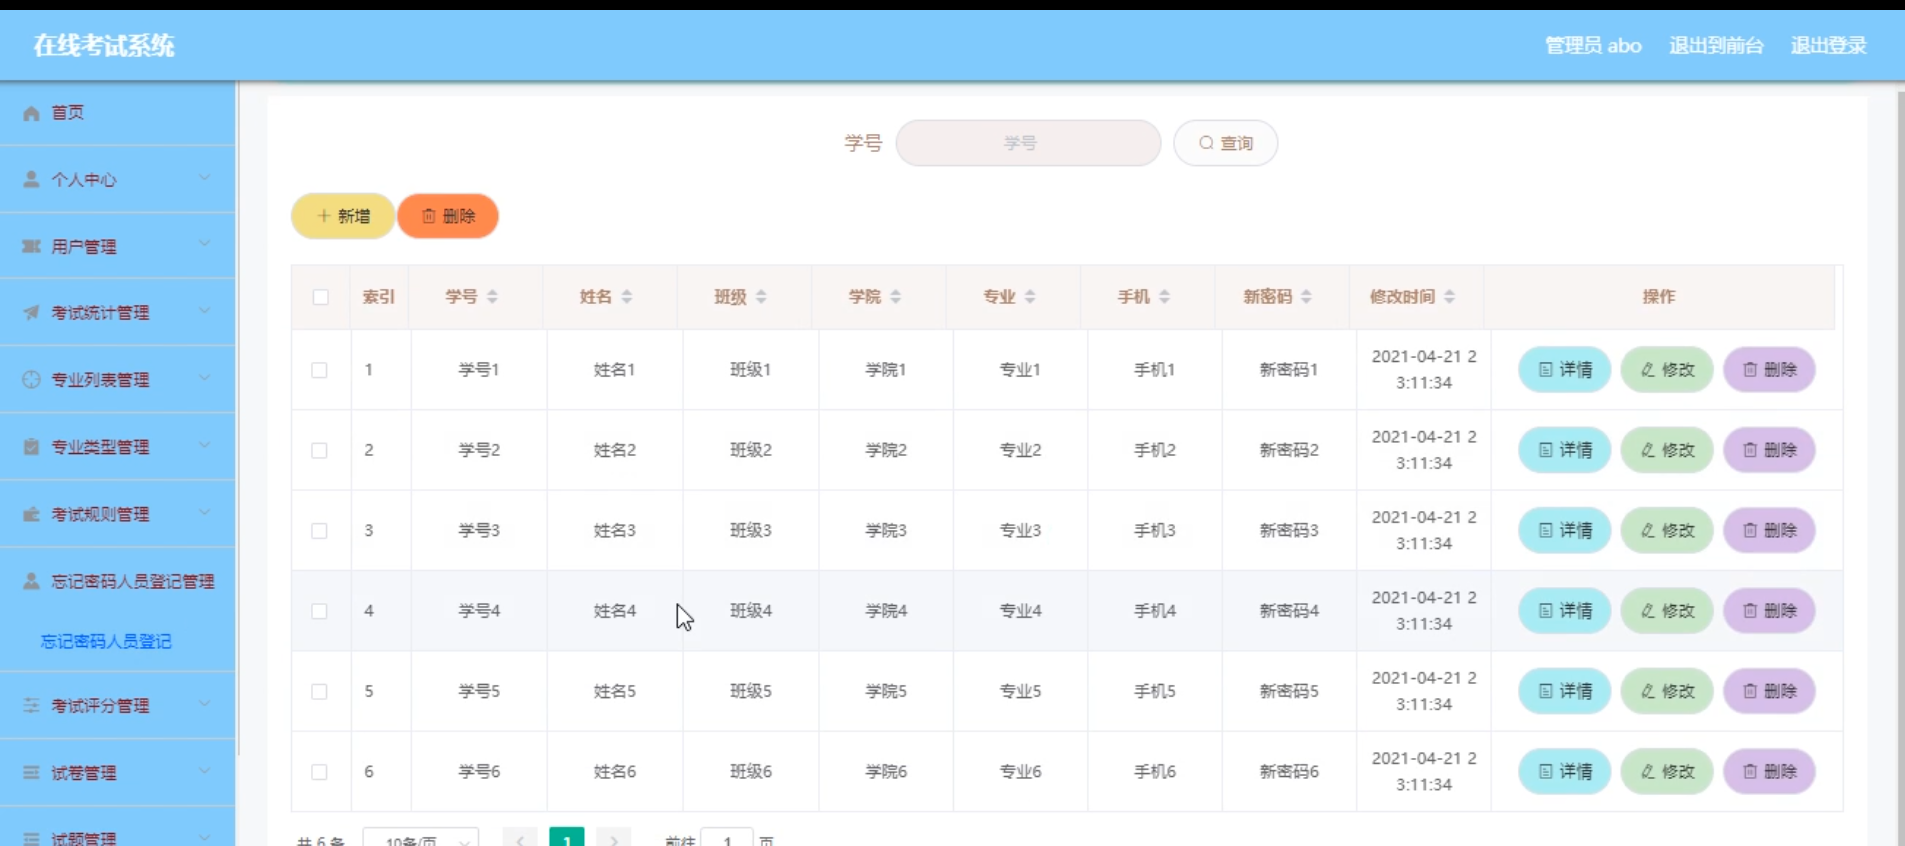 在线考试系统
管理员 abo 退出到前台 退出登录
首页
个人中心
用户管理
考试统计管理
专业列表管理
专业类型管理
考试规则管理
忘记密码人员登记管理
忘记密码人员登记
考试评分管理
试卷管理
试题管理
学号 学号 查询
新增 删除
索引 学号 姓名 班级 学院 专业 手机 新密码 修改时间 操作
1 学号1 姓名1 班级1 学院1 专业1 手机1 新密码1 2021-04-21 2
3:11:34 详情 修改 删除
2 学号2 姓名2 班级2 学院2 专业2 手机2 新密码2 2021-04-21 2
3:11:34 详情 修改 删除
3 学号3 姓名3 班级3 学院3 专业3 手机3 新密码3 2021-04-21 2
3:11:34 详情 修改 删除
4 学号4 姓名4 班级4 学院4 专业4 手机4 新密码4 2021-04-21 2
3:11:34 详情 修改 删除
5 学号5 姓名5 班级5 学院5 专业5 手机5 新密码5 2021-04-21 2
3:11:34 详情 修改 删除
6 学号6 姓名6 班级6 学院6 专业6 手机6 新密码6 2021-04-21 2
3:11:34 详情 修改 删除
共 6 条 10条/页 1 前往 1 页